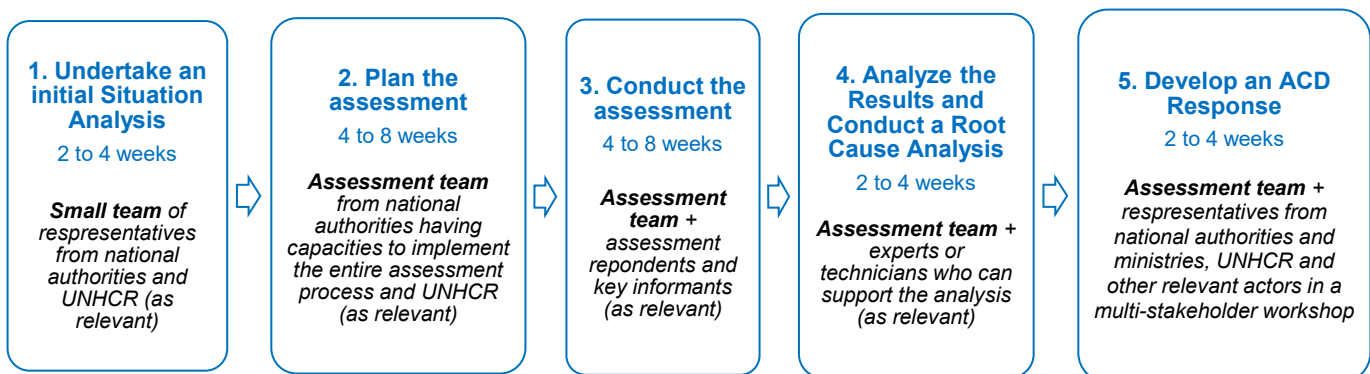 1. Undertake an
initial Situation
Analysis
2 to 4 weeks
Small team of
respresentatives
from national
authorities and
UNHCR (as
relevant)
2. Plan the
assessment
4 to 8 weeks
Assessment team
from national
authorities having
capacities to implement
the entire assessment
process and UNHCR
(as relevant)
3. Conduct the
assessment
4 to 8 weeks
Assessment
team +
assessment
repondents and
key informants
(as relevant)
4. Analyze the
Results and
Conduct a Root
Cause Analysis
2 to 4 weeks
Assessment team +
experts or
technicians who can
support the analysis
(as relevant)
5. Develop an ACD
Response
2 to 4 weeks
Assessment team +
respresentatives from
national authorities and
ministries, UNHCR and
other relevant actors in a
multi-stakeholder workshop